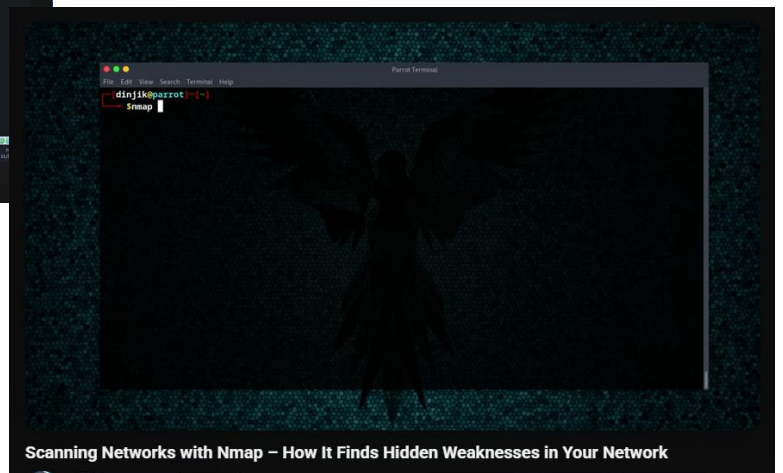 Parrot Terminal
File Edit View Search Terminal Help
[dinjik@parrot]-[~]
$nmap
Scanning Networks with Nmap – How It Finds Hidden Weaknesses in Your Network